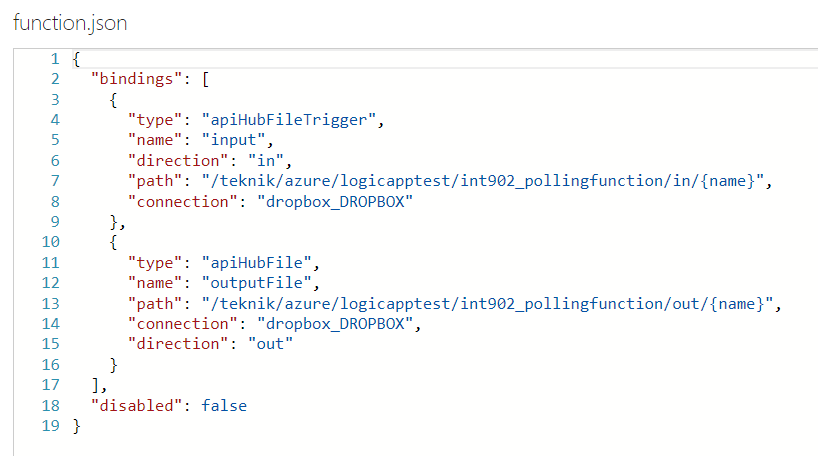 function.json
1 {
2 "bindings": [
3 {
4 "type": "apiHubFileTrigger",
5 "name": "input",
6 "direction": "in",
7 "path": "/teknik/azure/logicapptest/int902_pollingfunction/in/{name}",
8 "connection": "dropbox_DROPBOX"
9 },
10 {
11 "type": "apiHubFile",
12 "name": "outputFile",
13 "path": "/teknik/azure/logicapptest/int902_pollingfunction/out/{name}",
14 "connection": "dropbox_DROPBOX",
15 "direction": "out"
16 }
17 ],
18 "disabled": false
19 }